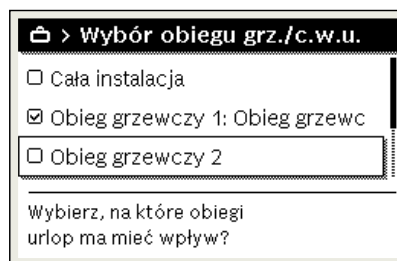 > Wybór obiegu grz./c.w.u.
Cała instalacja
Obieg grzewczy 1: Obieg grzewc
Obieg grzewczy 2
Wybierz, na które obiegi
urlop ma mieć wpływ?